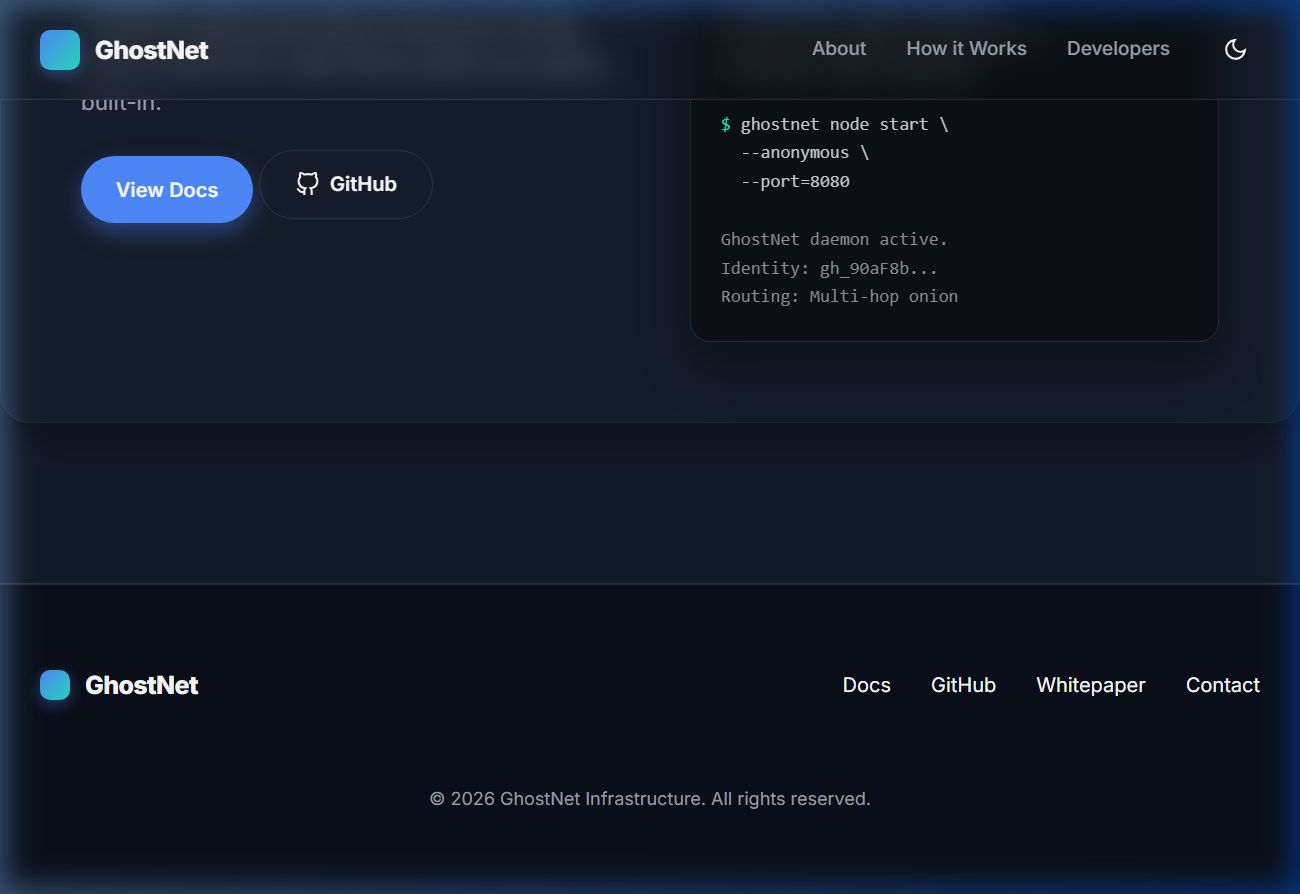 GhostNet
About
How it Works
Developers
built-in.
View Docs
GitHub
$ ghostnet node start \
--anonymous \
--port=8080
GhostNet daemon active.
Identity: gh_90aF8b...
Routing: Multi-hop onion
GhostNet
Docs
GitHub
Whitepaper
Contact
© 2026 GhostNet Infrastructure. All rights reserved.